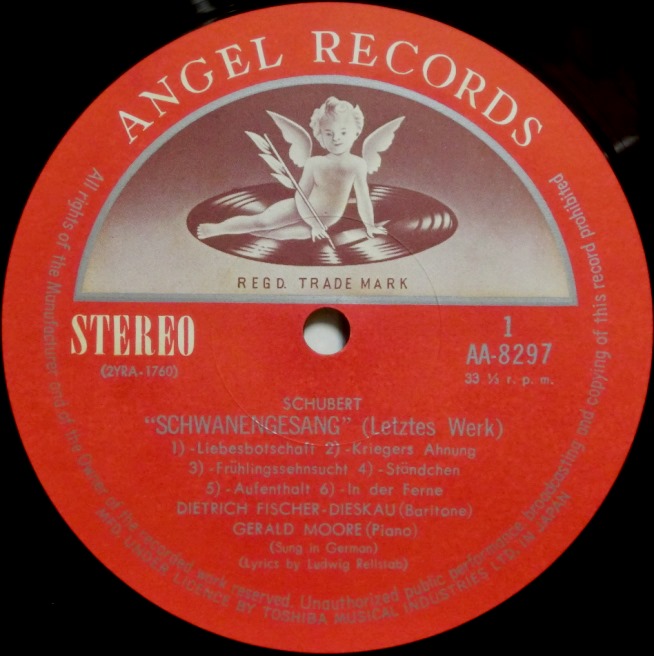 ANGEL RECORDS
REGD. TRADE MARK
STEREO
(2YRA-1760)
1
AA-8297
33 ⅓ r. p. m.
SCHUBERT
"SCHWANENGESANG" (Letztes Werk)
1)-Liebesbotschaft 2)-Kriegers Ahnung
3)-Frühlingssehnsucht 4)-Ständchen
5)-Aufenthalt 6)-In der Ferne
DIETRICH FISCHER-DIESKAU (Baritone)
GERALD MOORE (Piano)
(Sung in German)
(Lyrics by Ludwig Rellstab)
All rights of the Manufacturer and of the Owner of the recorded work reserved. Unauthorized public performance broadcasting and copying of this record prohibited
MFD. UNDER LICENCE BY TOSHIBA MUSICAL INDUSTRIES LTD. IN JAPAN